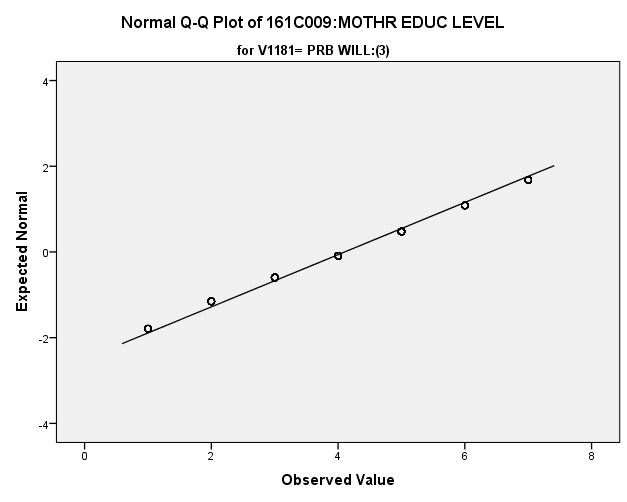 Normal Q-Q Plot of 161C009:MOTHR EDUC LEVEL
for V1181= PRB WILL:(3)
Expected Normal
4
2
0
-2
-4
0 2 4 6 8
Observed Value